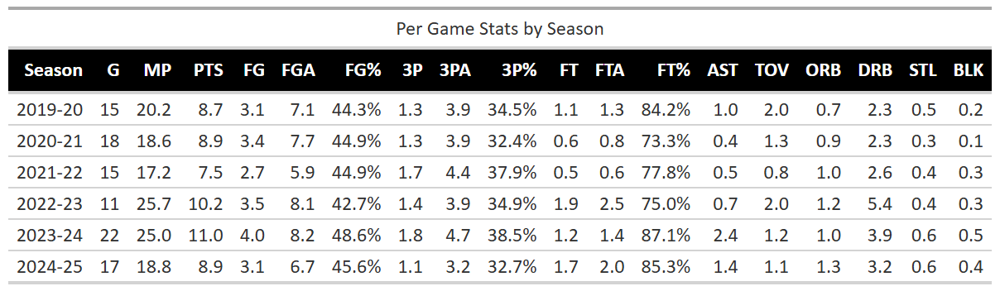 Per Game Stats by Season
Season G MP PTS FG FGA FG% 3P 3PA 3P% FT FTA FT% AST TOV ORB DRB STL BLK
2019-20 15 20.2 8.7 3.1 7.1 44.3% 1.3 3.9 34.5% 1.1 1.3 84.2% 1.0 2.0 0.7 2.3 0.5 0.2
2020-21 18 18.6 8.9 3.4 7.7 44.9% 1.3 3.9 32.4% 0.6 0.8 73.3% 0.4 1.3 0.9 2.3 0.3 0.1
2021-22 15 17.2 7.5 2.7 5.9 44.9% 1.7 4.4 37.9% 0.5 0.6 77.8% 0.5 0.8 1.0 2.6 0.4 0.3
2022-23 11 25.7 10.2 3.5 8.1 42.7% 1.4 3.9 34.9% 1.9 2.5 75.0% 0.7 2.0 1.2 5.4 0.4 0.3
2023-24 22 25.0 11.0 4.0 8.2 48.6% 1.8 4.7 38.5% 1.2 1.4 87.1% 2.4 1.2 1.0 3.9 0.6 0.5
2024-25 17 18.8 8.9 3.1 6.7 45.6% 1.1 3.2 32.7% 1.7 2.0 85.3% 1.4 1.1 1.3 3.2 0.6 0.4